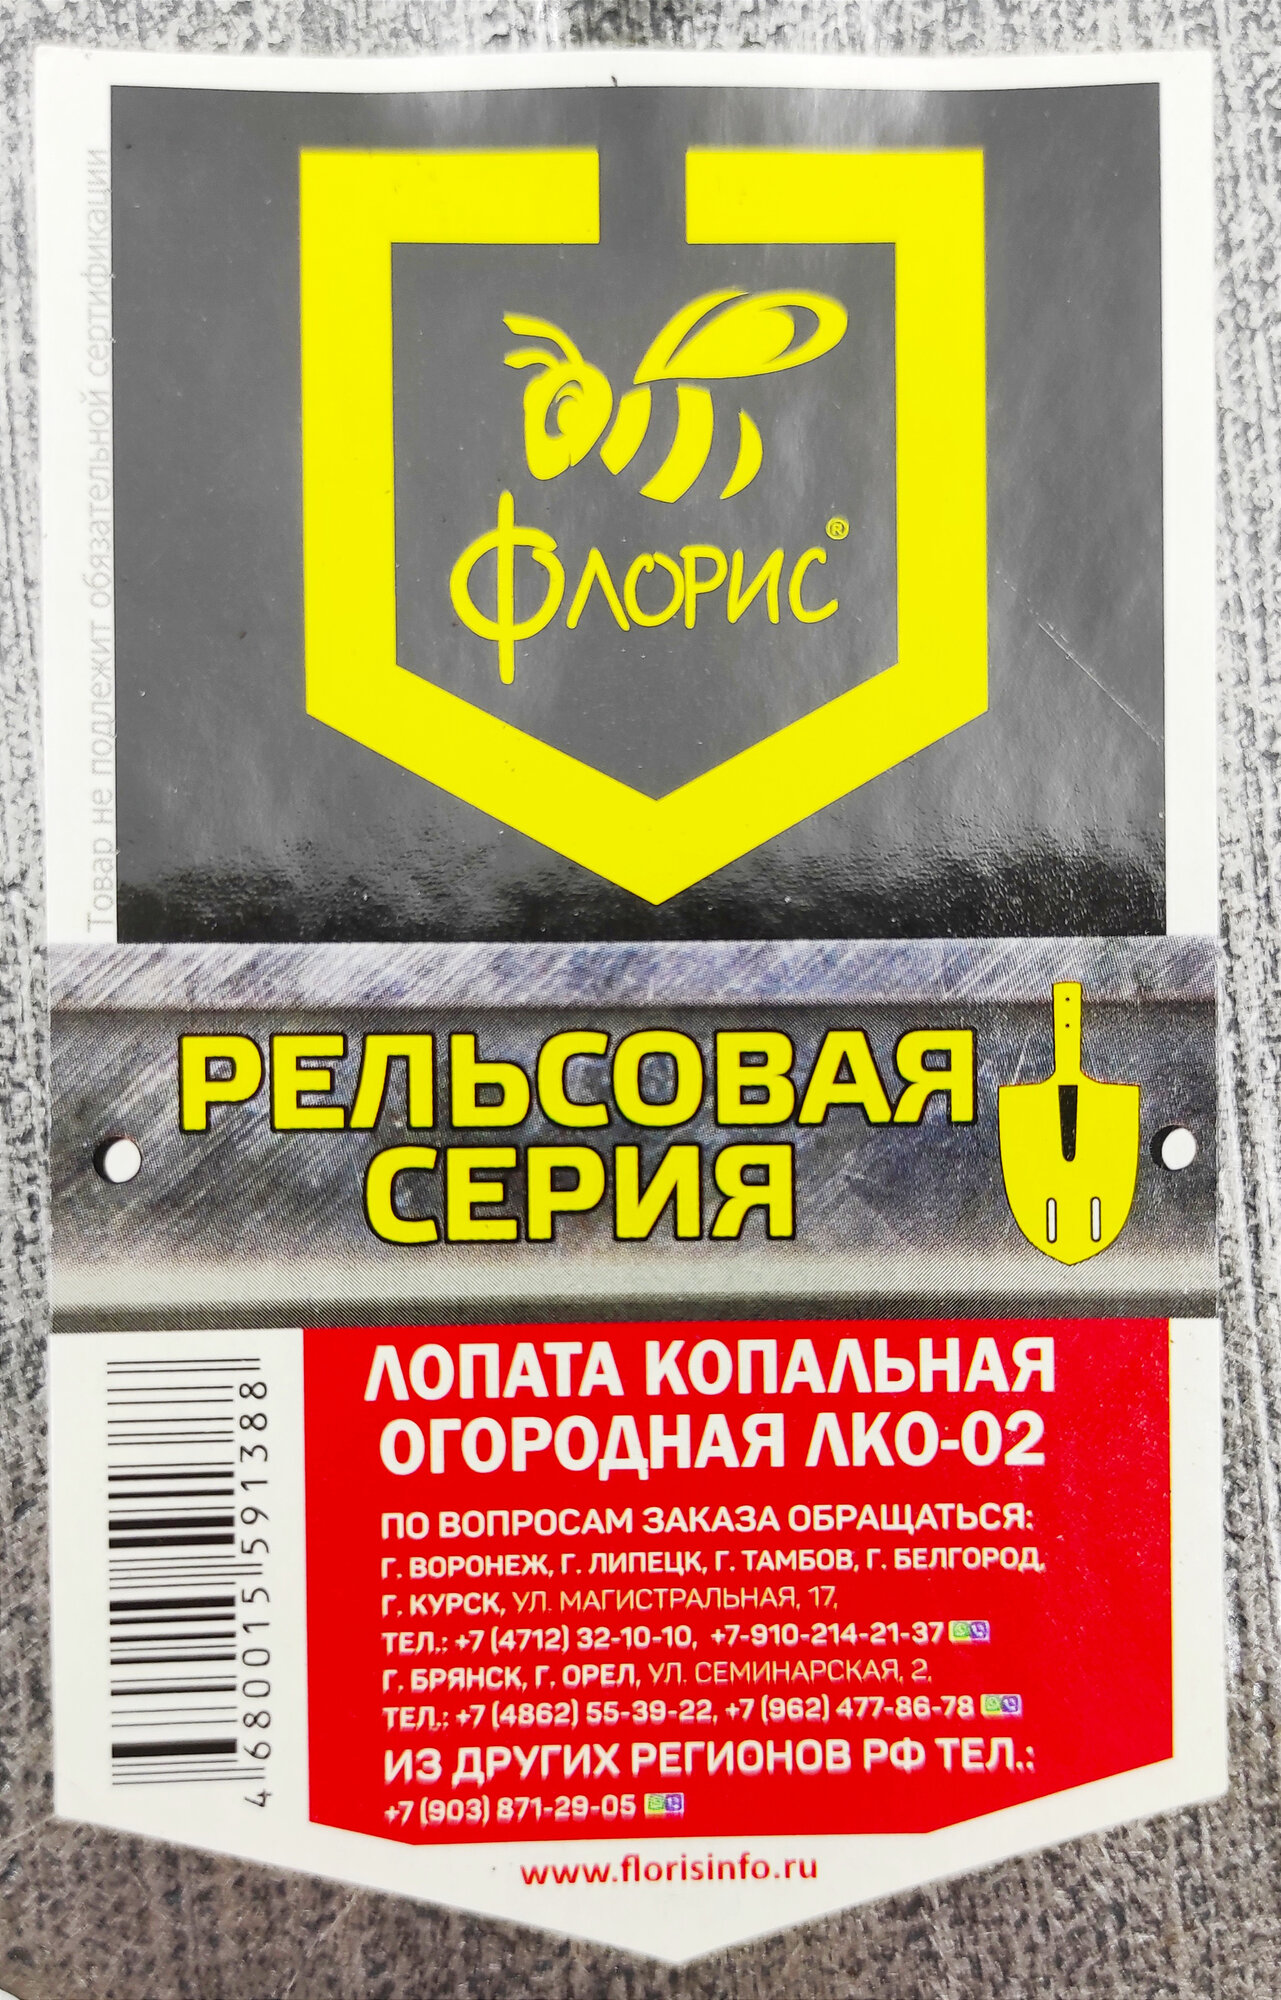 Товар не подлежит обязательной сертификации
ФЛОРИС®
РЕЛЬСОВАЯ
СЕРИЯ
ЛОПАТА КОПАЛЬНАЯ
ОГОРОДНАЯ ЛКО-02
ПО ВОПРОСАМ ЗАКАЗА ОБРАЩАТЬСЯ:
Г. ВОРОНЕЖ, Г. ЛИПЕЦК, Г. ТАМБОВ, Г. БЕЛГОРОД,
Г. КУРСК, УЛ. МАГИСТРАЛЬНАЯ, 17,
ТЕЛ.: +7 (4712) 32-10-10, +7-910-214-21-37
Г. БРЯНСК, Г. ОРЕЛ, УЛ. СЕМИНАРСКАЯ, 2,
ТЕЛ.: +7 (4862) 55-39-22, +7 (962) 477-86-78
ИЗ ДРУГИХ РЕГИОНОВ РФ ТЕЛ.:
+7 (903) 871-29-05
www.florisinfo.ru
4680015591388